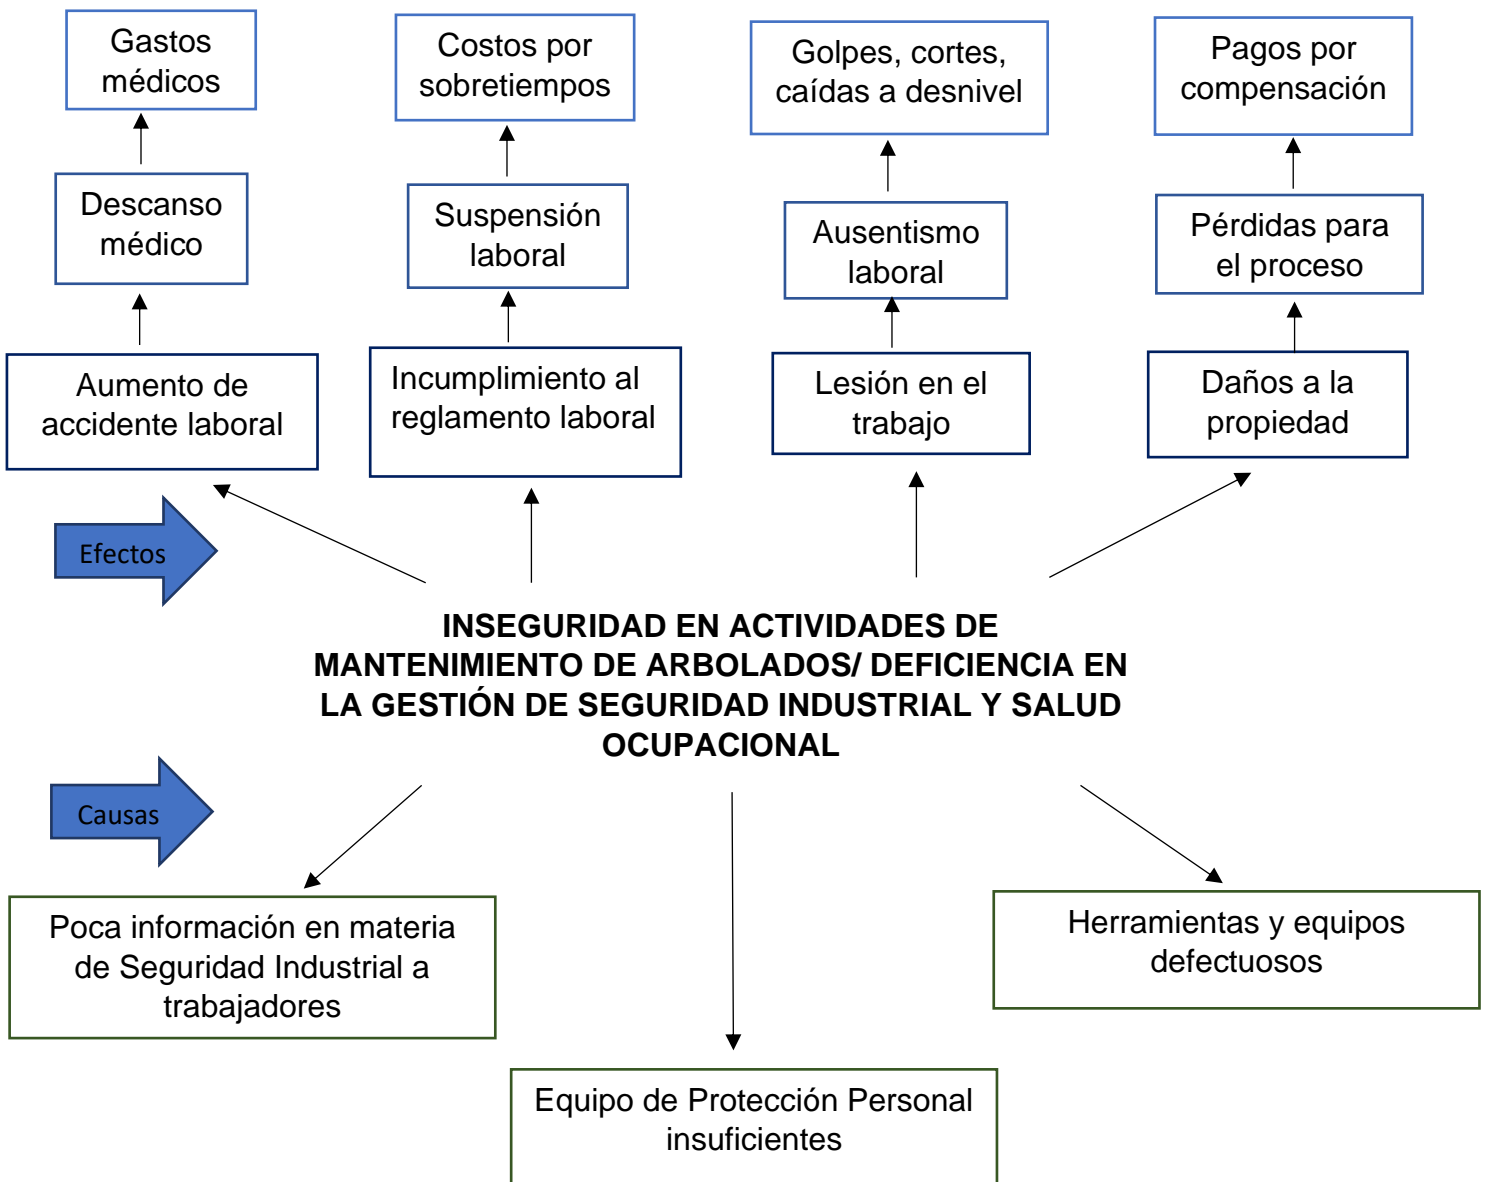 Gastos
médicos
Costos por
sobretiempos
Golpes, cortes,
caídas a desnivel
Pagos por
compensación
Descanso
médico
Suspensión
laboral
Ausentismo
laboral
Pérdidas para
el proceso
Aumento de
accidente laboral
Incumplimiento al
reglamento laboral
Lesión en el
trabajo
Daños a la
propiedad
Efectos
INSEGURIDAD EN ACTIVIDADES DE
MANTENIMIENTO DE ARBOLADOS/ DEFICIENCIA EN
LA GESTIÓN DE SEGURIDAD INDUSTRIAL Y SALUD
OCUPACIONAL
Causas
Poca información en materia
de Seguridad Industrial a
trabajadores
Herramientas y equipos
defectuosos
Equipo de Protección Personal
insuficientes